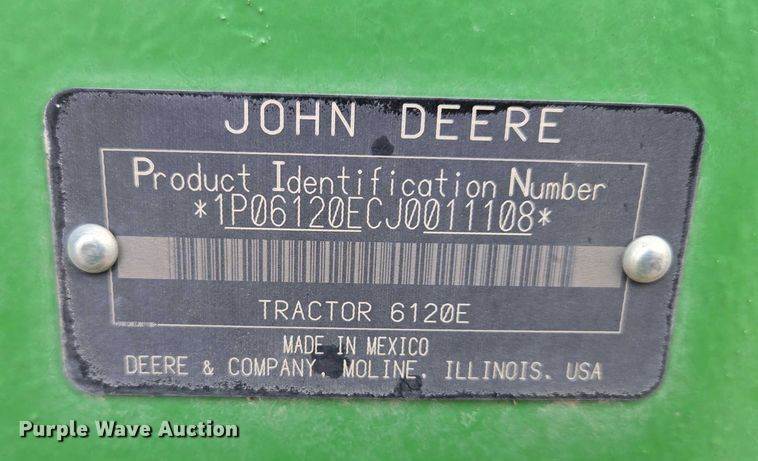 JOHN DEERE
Product Identification Number
*1P06120ECJ0011108*
TRACTOR 6120E
MADE IN MEXICO
DEERE & COMPANY, MOLINE, ILLINOIS. USA
Purple Wave Auction